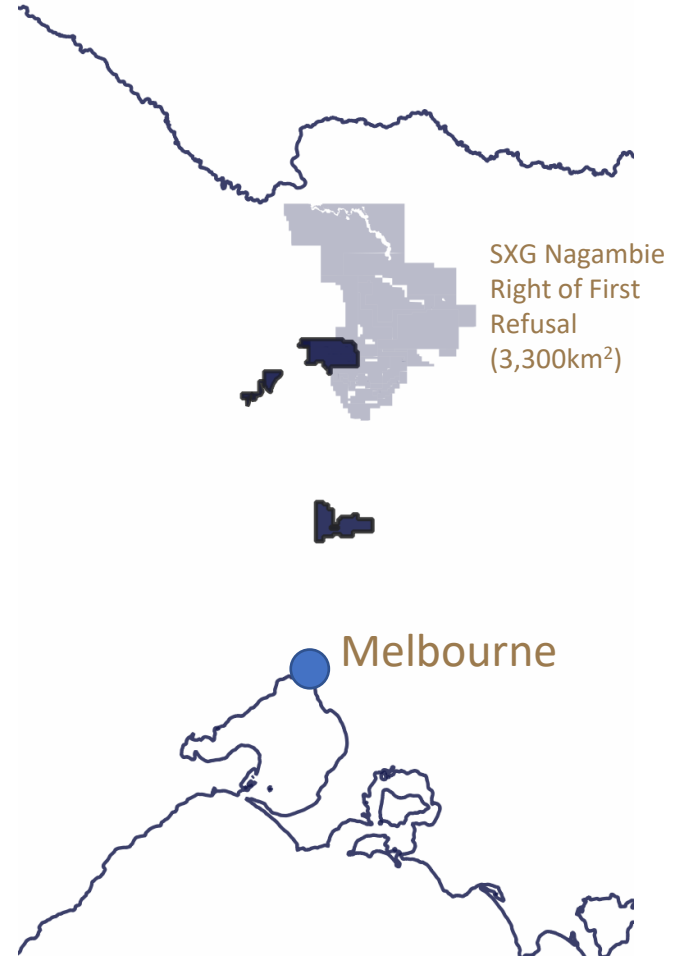 SXG Nagambie
Right of First
Refusal
(3,300km²)
Melbourne